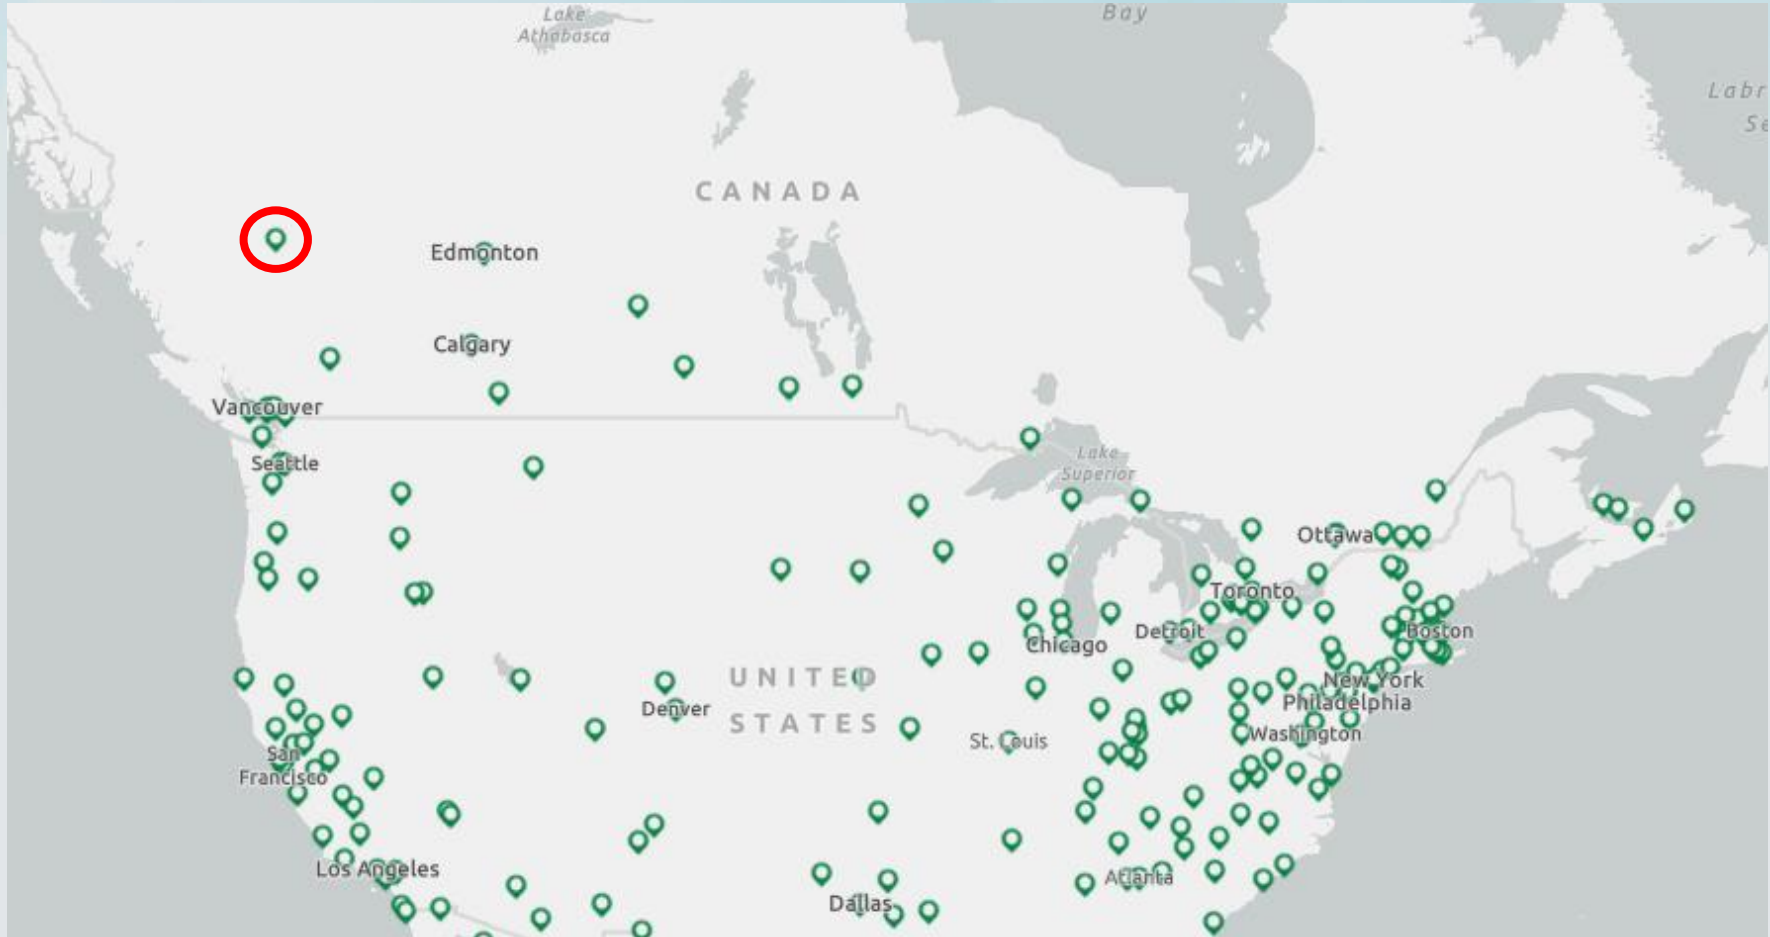 Lake
Athabasca
Bay
Labr
Se
CANADA
Edmonton
Calgary
Vancouver
Seattle
Lake
Superior
Ottawa
Toronto
Detroit
Boston
Chicago
UNITED
STATES
New York
Philadelphia
Denver
Washington
St. Louis
San
Francisco
Los Angeles
Atlanta
Dallas